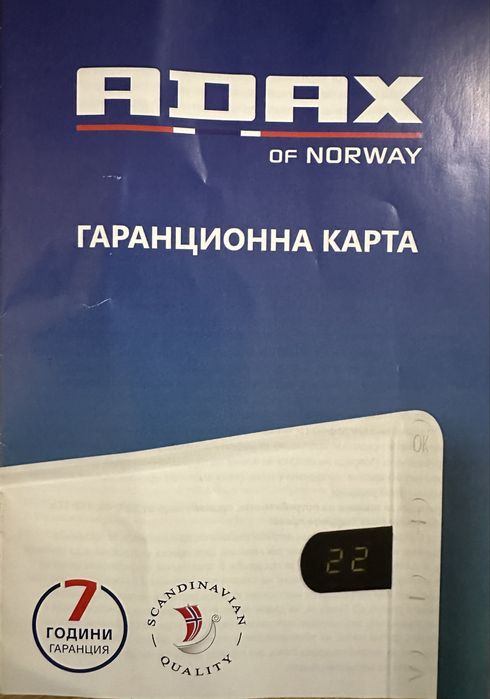 ADAX
OF NORWAY
ГАРАНЦИОННА КАРТА
OK
22
7
ГОДИНИ
ГАРАНЦИЯ
SCANDINAVIAN
QUALITY